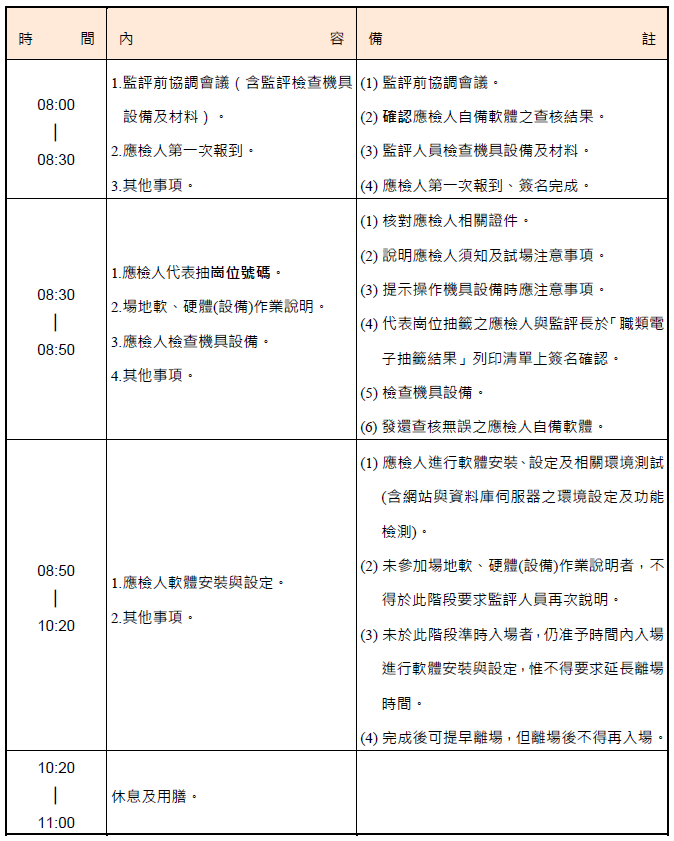 時間 內容 備註
08:00
|
08:30
1.監評前協調會議（含監評檢查機具
設備及材料）。
2.應檢人第一次報到。
3.其他事項。
(1) 監評前協調會議。
(2) 確認應檢人自備軟體之查核結果。
(3) 監評人員檢查機具設備及材料。
(4) 應檢人第一次報到、簽名完成。
08:30
|
08:50
1.應檢人代表抽崗位號碼。
2.場地軟、硬體(設備)作業說明。
3.應檢人檢查機具設備。
4.其他事項。
(1) 核對應檢人相關證件。
(2) 說明應檢人須知及試場注意事項。
(3) 提示操作機具設備時應注意事項。
(4) 代表崗位抽籤之應檢人與監評長於「職類電
子抽籤結果」列印清單上簽名確認。
(5) 檢查機具設備。
(6) 發還查核無誤之應檢人自備軟體。
08:50
|
10:20
1.應檢人軟體安裝與設定。
2.其他事項。
(1) 應檢人進行軟體安裝、設定及相關環境測試
(含網站與資料庫伺服器之環境設定及功能
檢測)。
(2) 未參加場地軟、硬體(設備)作業說明者，不
得於此階段要求監評人員再次說明。
(3) 未於此階段準時入場者，仍准予時間內入場
進行軟體安裝與設定，惟不得要求延長離場
時間。
(4) 完成後可提早離場，但離場後不得再入場。
10:20
|
11:00
休息及用膳。